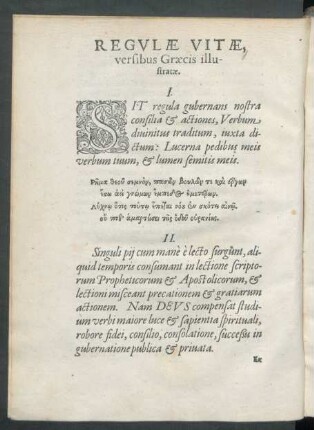 REGVLÆ VITÆ,
versibus Græcis illu-
stratæ.
I.
SIT regula gubernans nostra
consilia & actiones, Verbum
diuinitus traditum, iuxta di-
ctum: Lucerna pedibus meis
verbum tuum, & lumen semitis meis.
II.
Singuli pij cum manè è lecto surgūt, ali-
quid temporis consumant in lectione scripto-
rum Propheticorum & Apostolicorum, &
lectioni misceant precationem & gratiarum
actionem. Nam DEVS compensat studi-
um verbi maiore luce & sapientia spirituali,
robore fidei, consilio, consolatione, successu in
gubernatione publica & priuata.
Ec